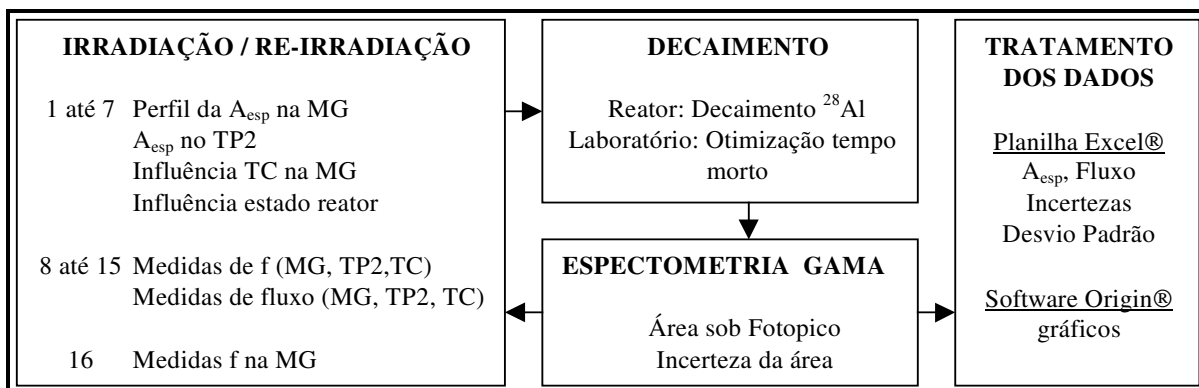 IRRADIAÇÃO / RE-IRRADIAÇÃO
1 até 7 Perfil da Aesp na MG
Aesp no TP2
Influência TC na MG
Influência estado reator
8 até 15 Medidas de f (MG, TP2,TC)
Medidas de fluxo (MG, TP2, TC)
16 Medidas f na MG
DECAIMENTO
Reator: Decaimento 28Al
Laboratório: Otimização tempo
morto
ESPECTOMETRIA GAMA
Área sob Fotopico
Incerteza da área
TRATAMENTO
DOS DADOS
Planilha Excel®
Aesp, Fluxo
Incertezas
Desvio Padrão
Software Origin®
gráficos